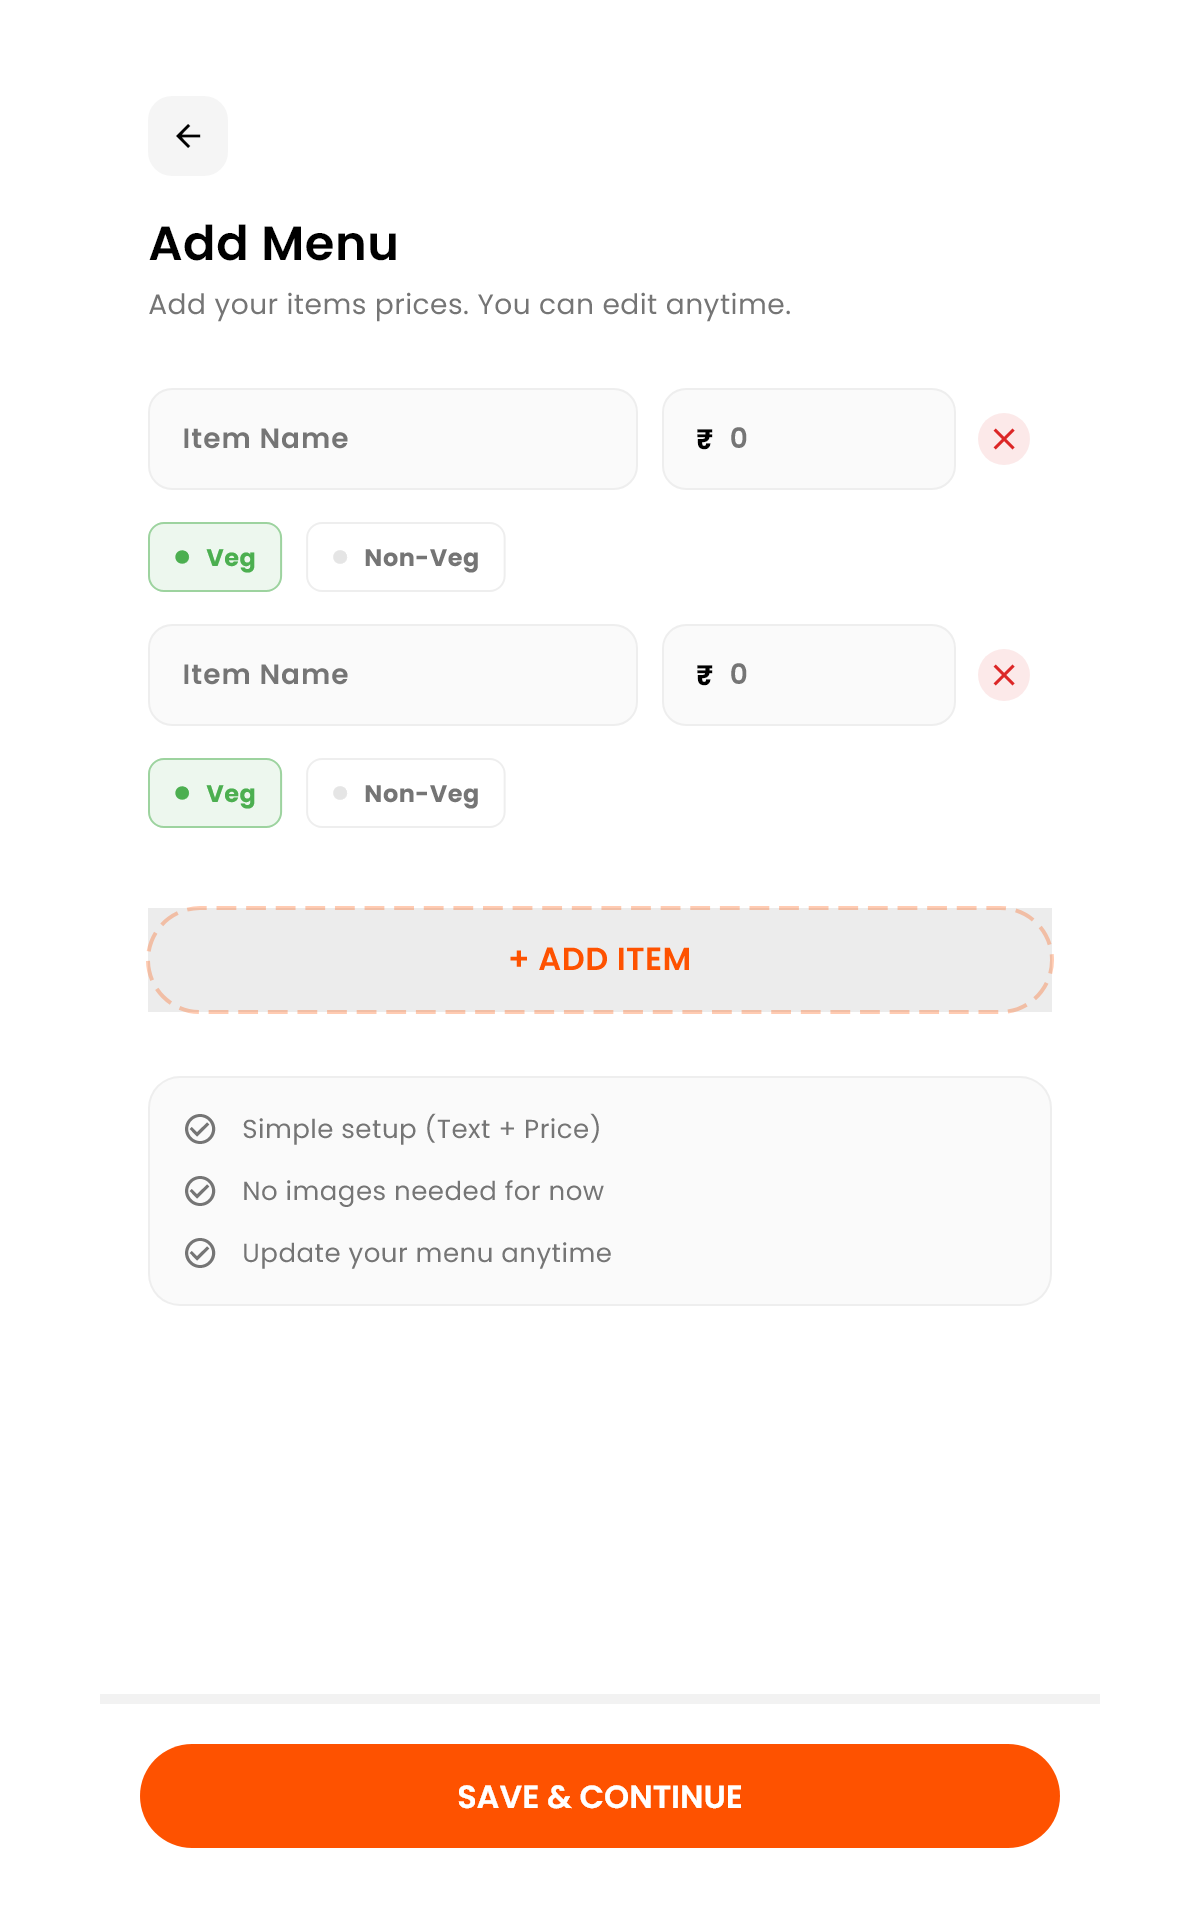 Add Menu
Add your items prices. You can edit anytime.
Item Name ₹ 0
Veg Non-Veg
Item Name ₹ 0
Veg Non-Veg
+ ADD ITEM
Simple setup (Text + Price)
No images needed for now
Update your menu anytime
SAVE & CONTINUE